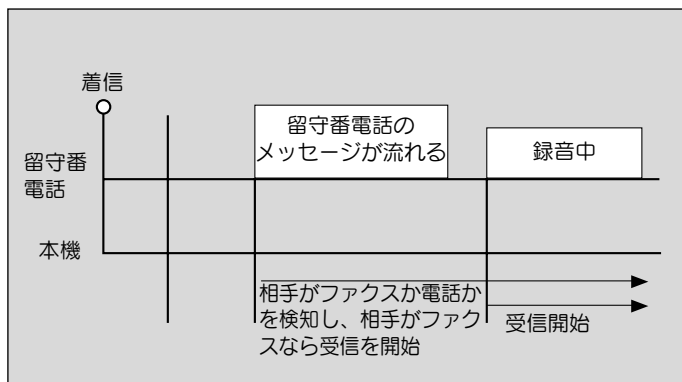 着信
留守番電話の
メッセージが流れる
録音中
留守番
電話
本機
相手がファクスか電話か
を検知し、相手がファク
スなら受信を開始
受信開始